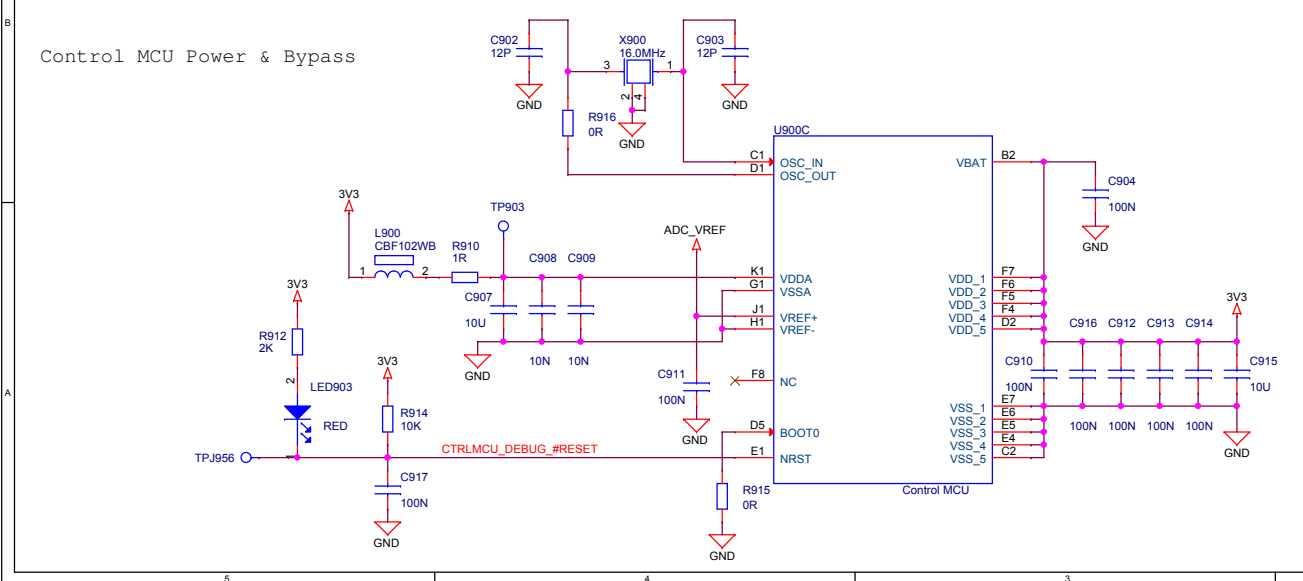 B
Control MCU Power & Bypass
C902
12P
GND
X900
16.0MHz
3
1
2
4
GND
C903
12P
GND
R916
0R
U900C
C1
OSC_IN
D1
OSC_OUT
VBAT
B2
C904
100N
GND
3V3
L900
CBF102WB
1
2
R910
1R
TP903
C907
10U
C908
10N
C909
10N
GND
ADC_VREF
C911
100N
GND
K1
VDDA
G1
VSSA
J1
VREF+
H1
VREF-
F8
NC
D5
BOOT0
E1
NRST
VDD_1
F7
VDD_2
F6
VDD_3
F5
VDD_4
F4
VDD_5
D2
VSS_1
E7
VSS_2
E6
VSS_3
E5
VSS_4
E4
VSS_5
C2
Control MCU
3V3
C910
100N
C916
100N
C912
100N
C913
100N
C914
100N
C915
10U
GND
A
3V3
R912
2K
2
LED903
RED
1
TPJ956
3V3
R914
10K
CTRLMCU_DEBUG_#RESET
C917
100N
GND
R915
0R
GND
5
4
3